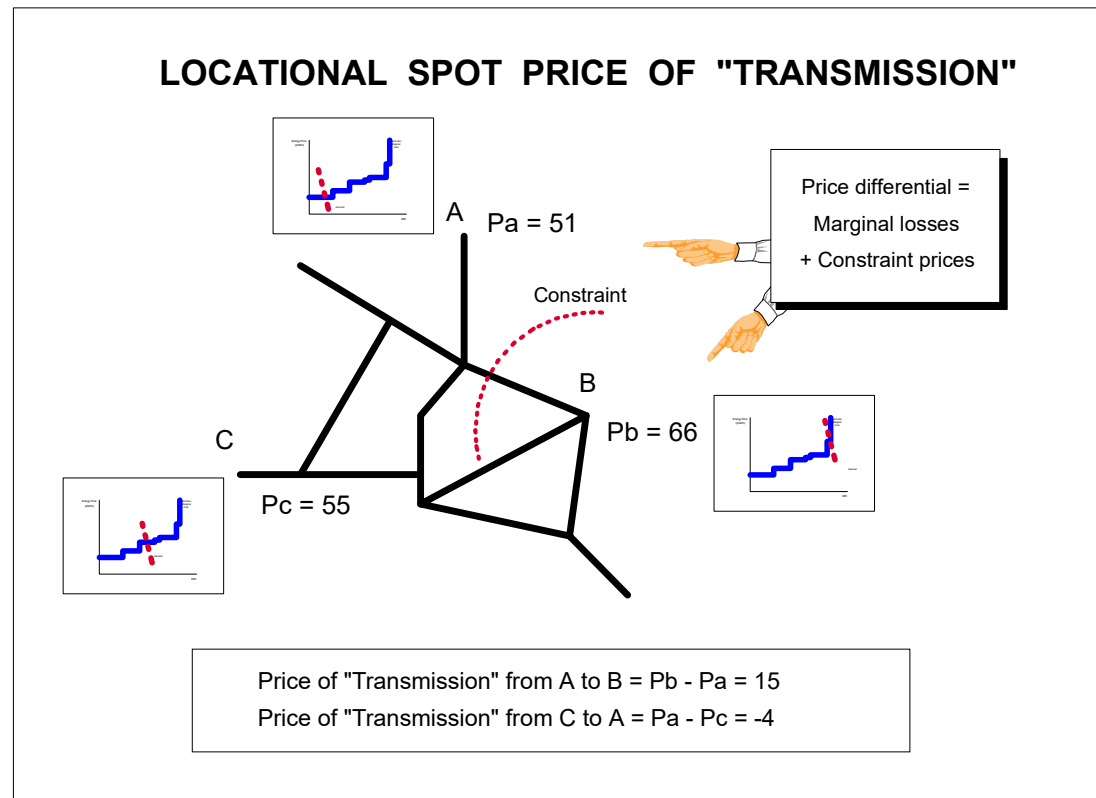 LOCATIONAL SPOT PRICE OF "TRANSMISSION"
A
Pa = 51
Price differential =
Marginal losses
+ Constraint prices
Constraint
B
Pb = 66
C
Pc = 55
Price of "Transmission" from A to B = Pb - Pa = 15
Price of "Transmission" from C to A = Pa - Pc = -4